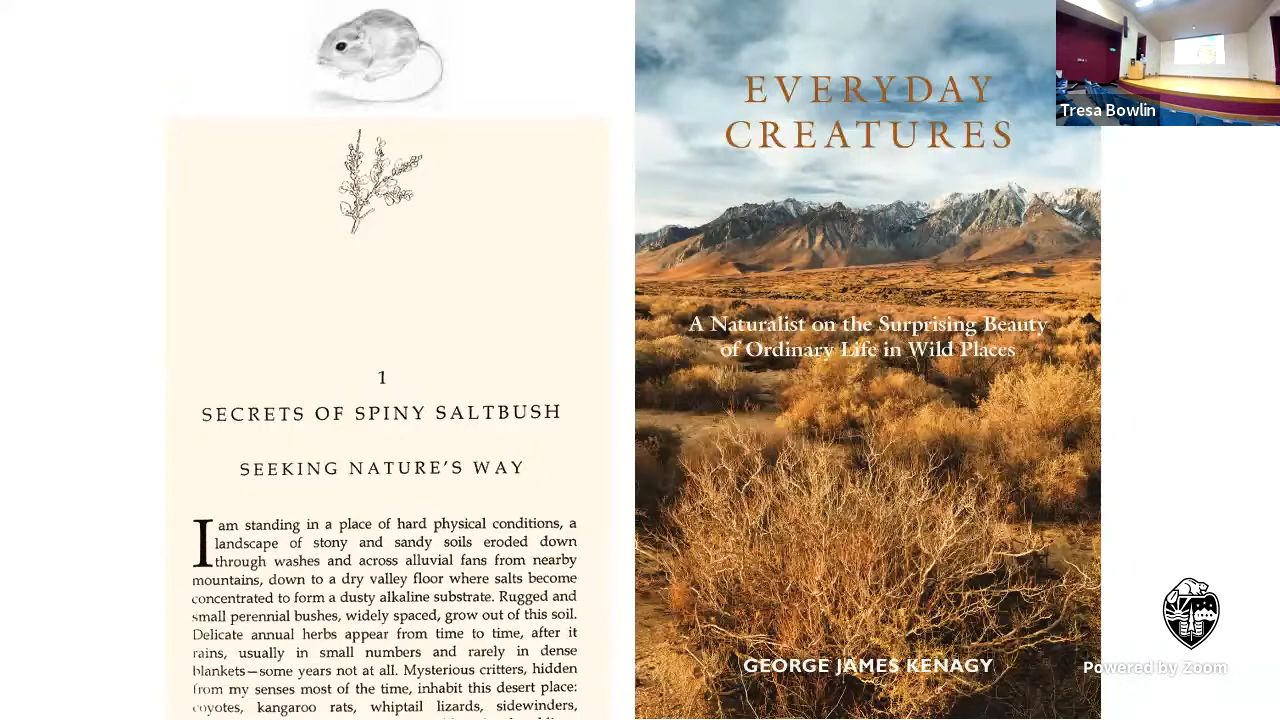 1
SECRETS OF SPINY SALTBUSH
SEEKING NATURE'S WAY
I am standing in a place of hard physical conditions, a
landscape of stony and sandy soils eroded down
through washes and across alluvial fans from nearby
mountains, down to a dry valley floor where salts become
concentrated to form a dusty alkaline substrate. Rugged and
small perennial bushes, widely spaced, grow out of this soil.
Delicate annual herbs appear from time to time, after it
rains, usually in small numbers and rarely in dense
blankets—some years not at all. Mysterious critters, hidden
from my senses most of the time, inhabit this desert place:
coyotes, kangaroo rats, whiptail lizards, sidewinders,
EVERYDAY
CREATURES
A Naturalist on the Surprising Beauty
of Ordinary Life in Wild Places
GEORGE JAMES KENAGY
Tresa Bowlin
Powered by Zoom